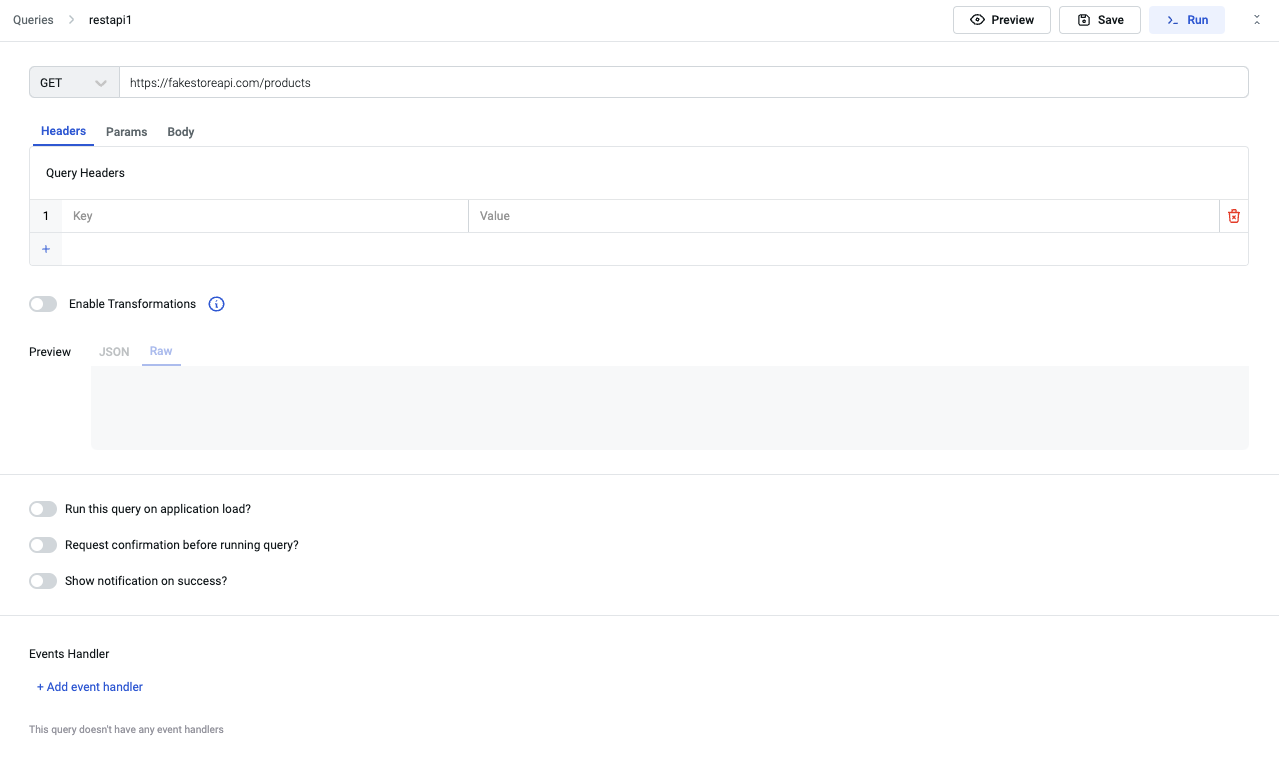 Queries > restapi1
Preview
Save
Run
GET
https://fakestoreapi.com/products
Headers Params Body
Query Headers
1 Key Value
+
Enable Transformations
Preview JSON Raw
Run this query on application load?
Request confirmation before running query?
Show notification on success?
Events Handler
+ Add event handler
This query doesn't have any event handlers